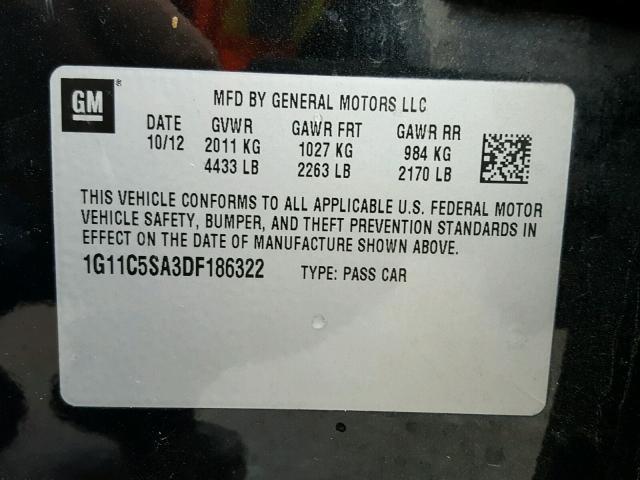 GM ®
MFD BY GENERAL MOTORS LLC
DATE GVWR GAWR FRT GAWR RR
10/12 2011 KG 1027 KG 984 KG
4433 LB 2263 LB 2170 LB
THIS VEHICLE CONFORMS TO ALL APPLICABLE U.S. FEDERAL MOTOR
VEHICLE SAFETY, BUMPER, AND THEFT PREVENTION STANDARDS IN
EFFECT ON THE DATE OF MANUFACTURE SHOWN ABOVE.
1G11C5SA3DF186322 TYPE: PASS CAR